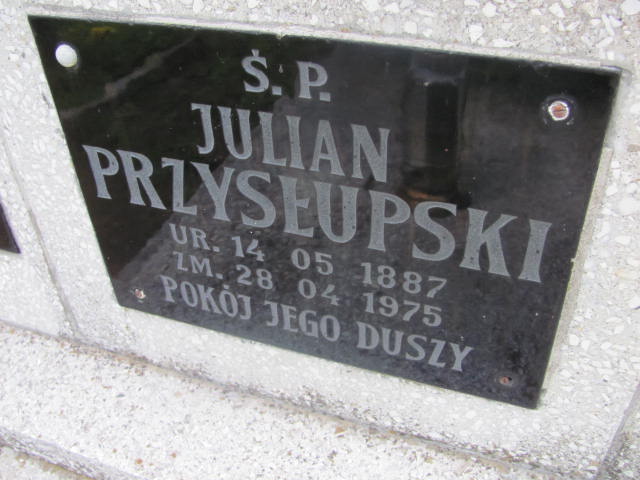 Ś. P.
JULIAN
PRZYSŁUPSKI
UR. 14 05 1887
ZM. 28 04 1975
POKÓJ JEGO DUSZY